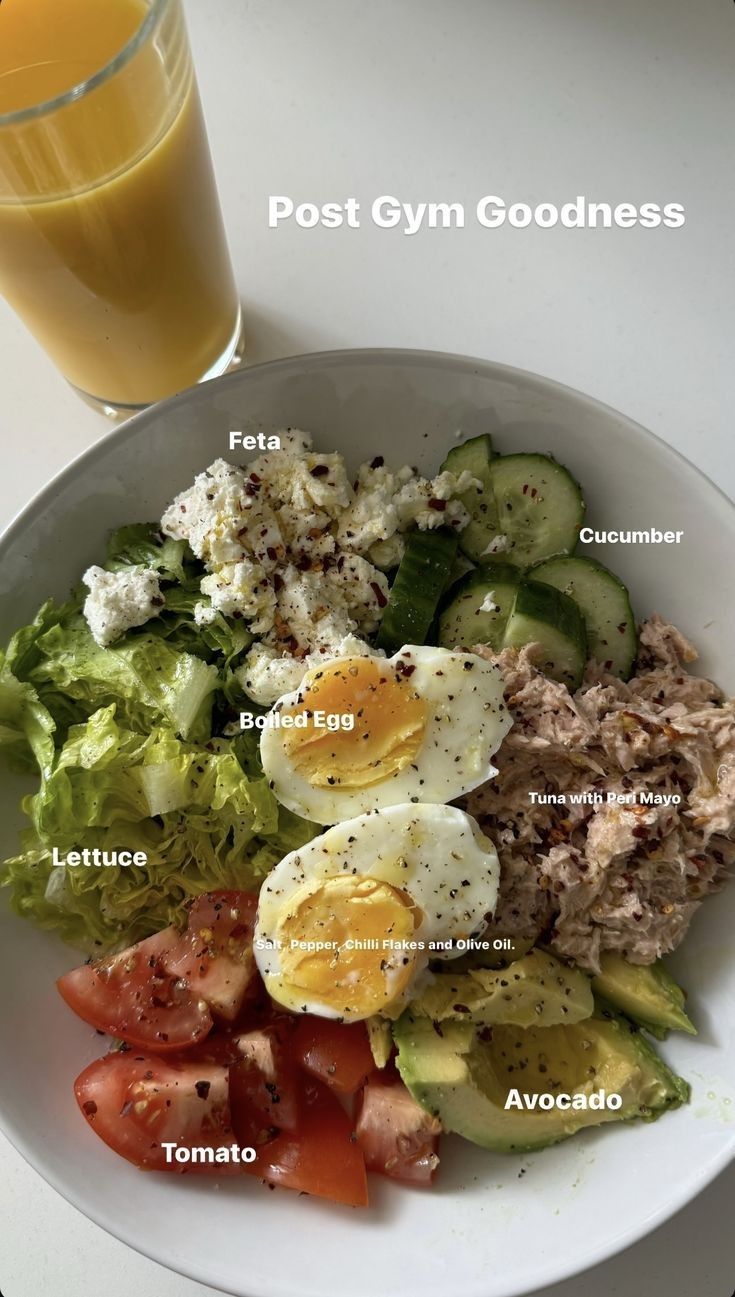 Post Gym Goodness
Feta
Cucumber
Boiled Egg
Tuna with Peri Mayo
Lettuce
Salt, Pepper, Chilli Flakes and Olive Oil.
Avocado
Tomato